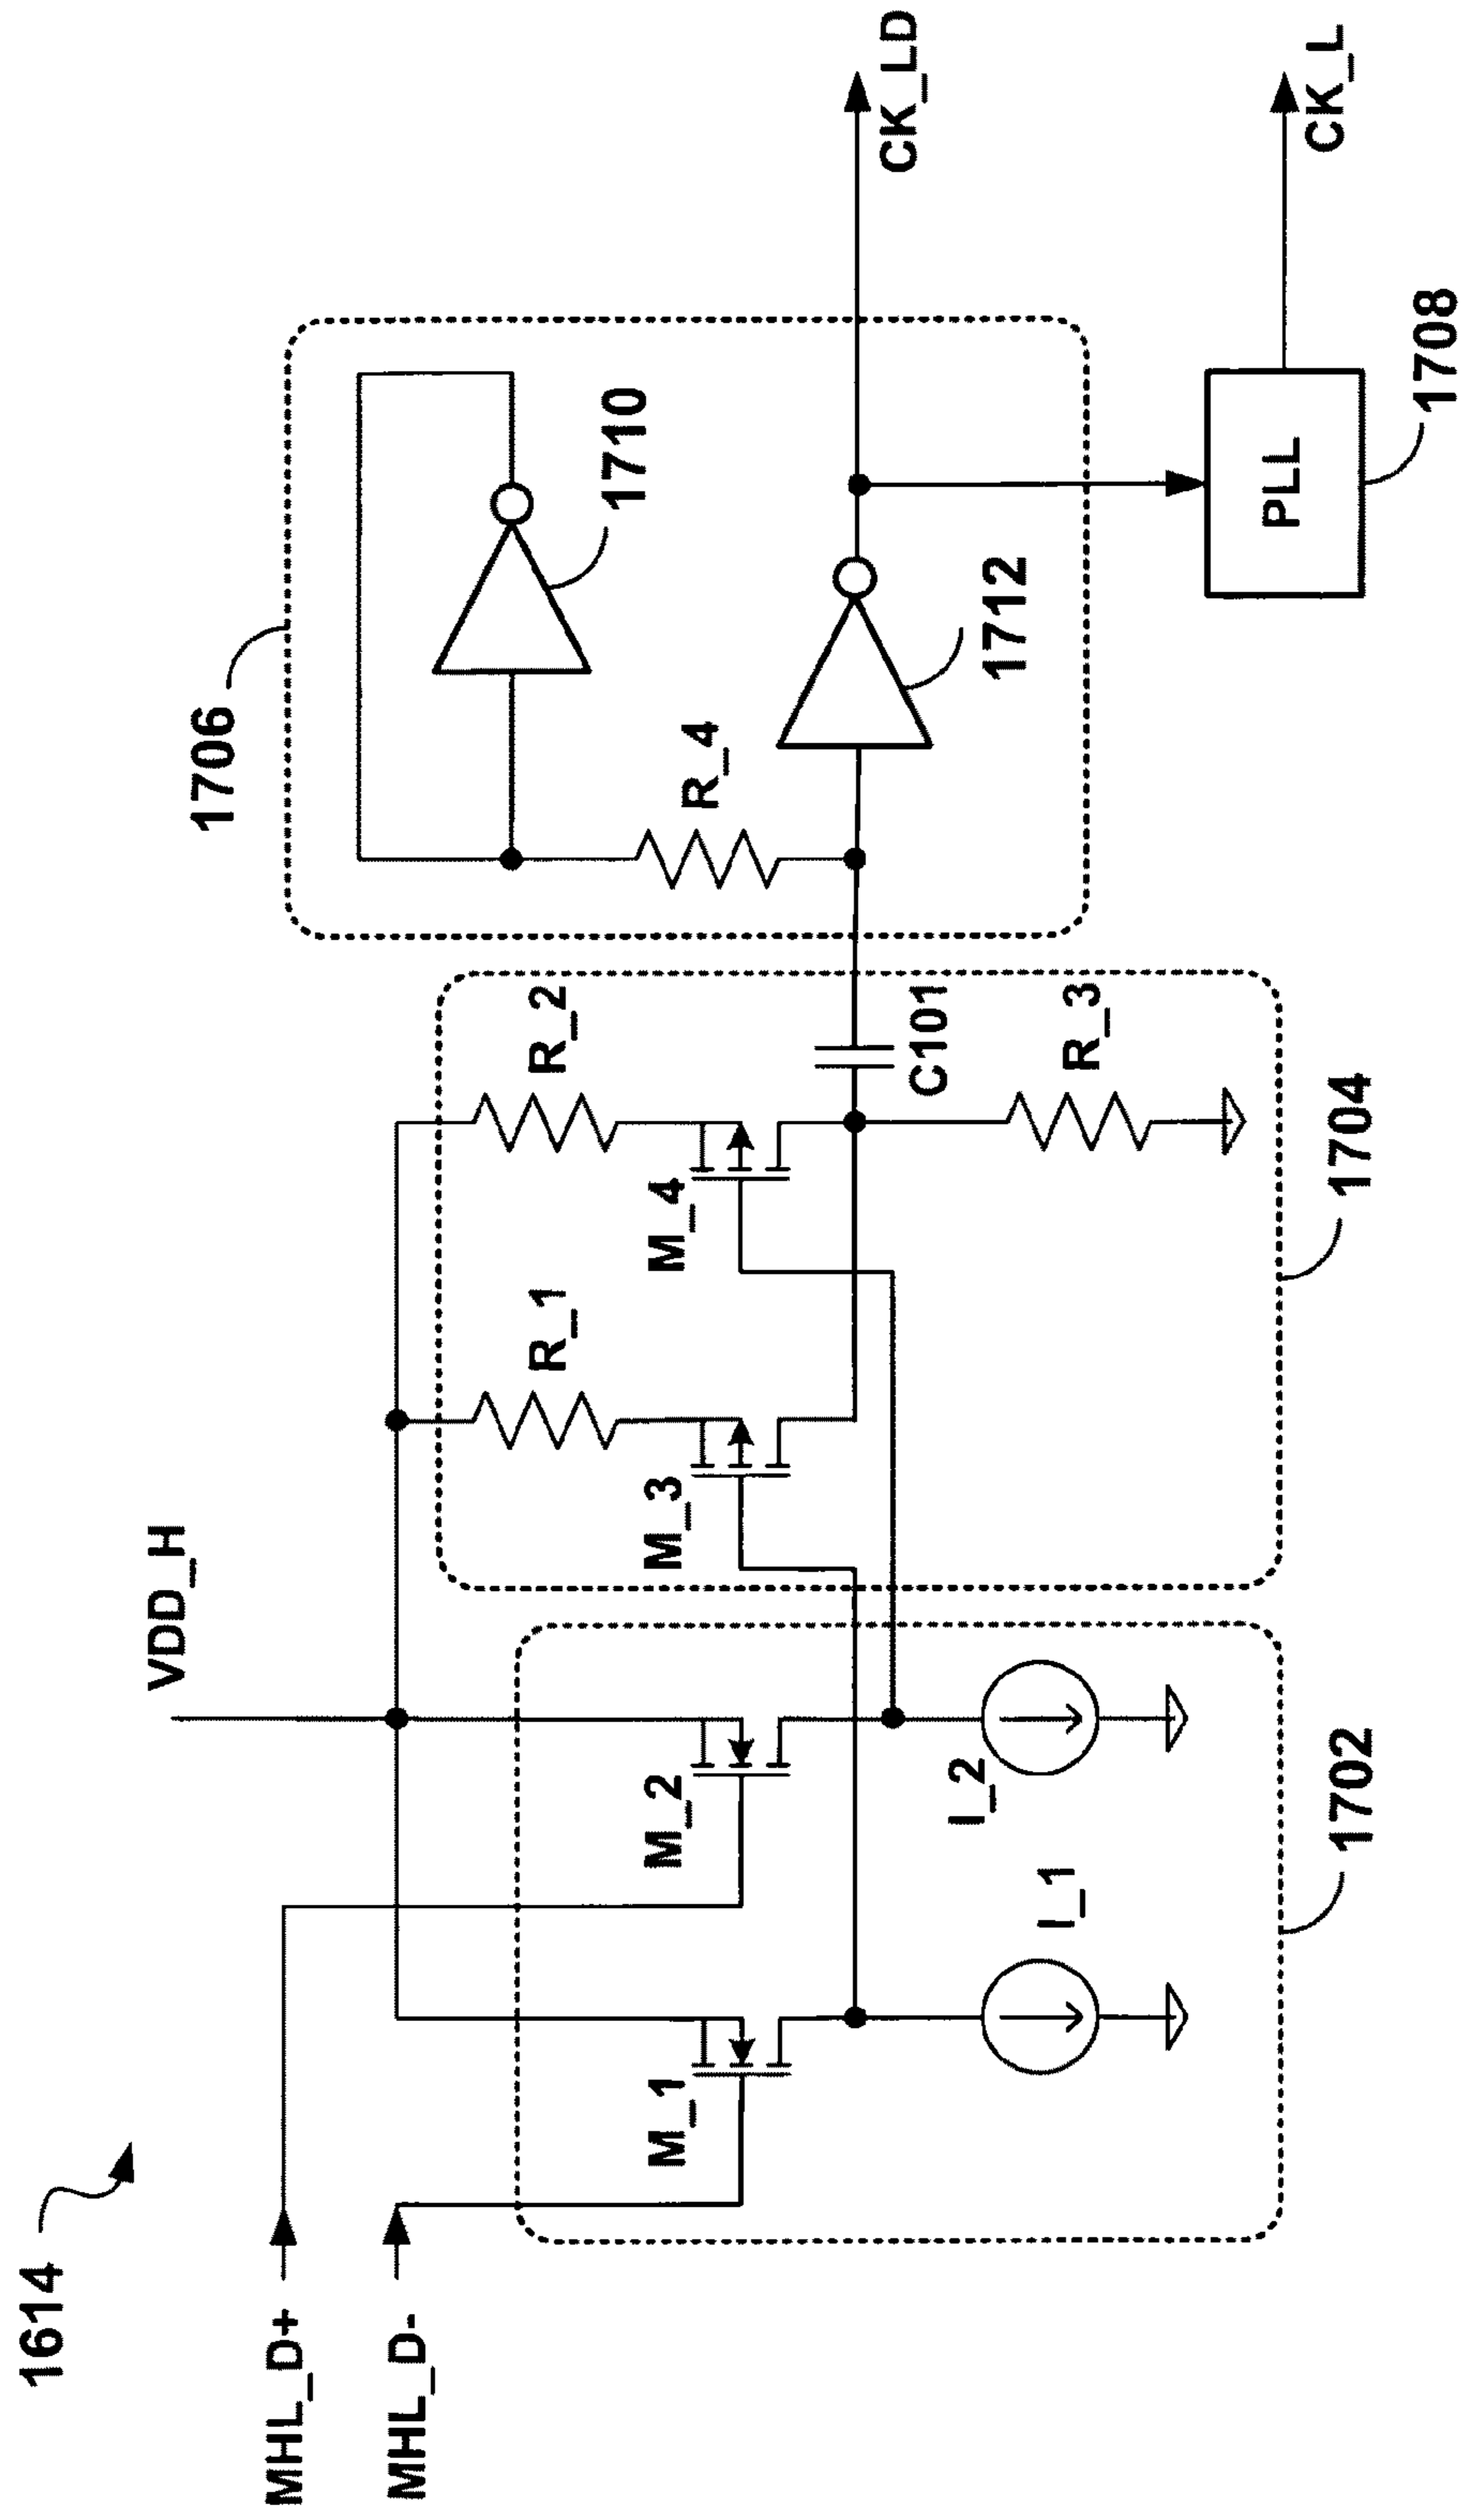 1614
MHL_D+
MHL_D-
VDD_H
M_1
M_2
I_1
I_2
1702
M_3
M_4
R_1
R_2
C101
R_3
1704
1706
R_4
1710
1712
PLL
1708
CK_LD
CK_L